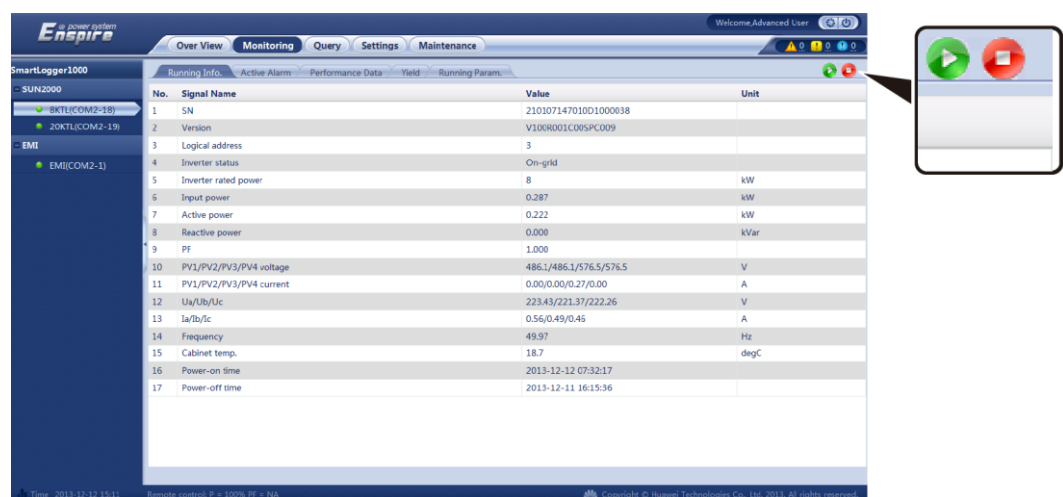 e power system
Enspire
Welcome,Advanced User
Over View Monitoring Query Settings Maintenance
0 0 0
SmartLogger1000
Running Info. Active Alarm Performance Data Yield Running Param.
SUN2000
8KTL(COM2-18)
20KTL(COM2-19)
EMI
EMI(COM2-1)
No. Signal Name Value Unit
1 SN 210107147010D1000038
2 Version V100R001C00SPC009
3 Logical address 3
4 Inverter status On-grid
5 Inverter rated power 8 kW
6 Input power 0.287 kW
7 Active power 0.222 kW
8 Reactive power 0.000 kVar
9 PF 1.000
10 PV1/PV2/PV3/PV4 voltage 486.1/486.1/576.5/576.5 V
11 PV1/PV2/PV3/PV4 current 0.00/0.00/0.27/0.00 A
12 Ua/Ub/Uc 223.43/221.37/222.26 V
13 Ia/Ib/Ic 0.56/0.49/0.46 A
14 Frequency 49.97 Hz
15 Cabinet temp. 18.7 degC
16 Power-on time 2013-12-12 07:32:17
17 Power-off time 2013-12-11 16:15:36
Time 2013-12-12 15:11 Remote control: P = 100% PF = NA Copyright © Huawei Technologies Co., Ltd. 2013. All rights reserved.